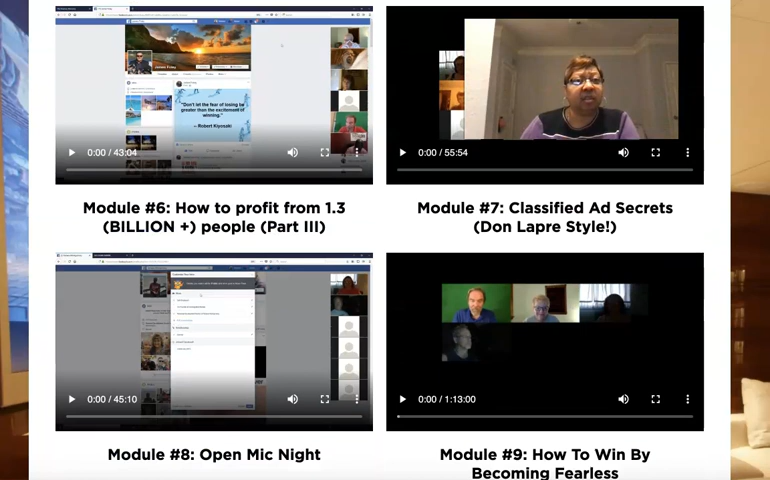 "Don't let the fear of losing be
greater than the excitement of
winning."
– Robert Kiyosaki
0:00 / 43:04
0:00 / 55:54
Module #6: How to profit from 1.3
(BILLION +) people (Part III)
Module #7: Classified Ad Secrets
(Don Lapre Style!)
0:00 / 45:10
0:00 / 1:13:00
Module #8: Open Mic Night
Module #9: How To Win By
Becoming Fearless